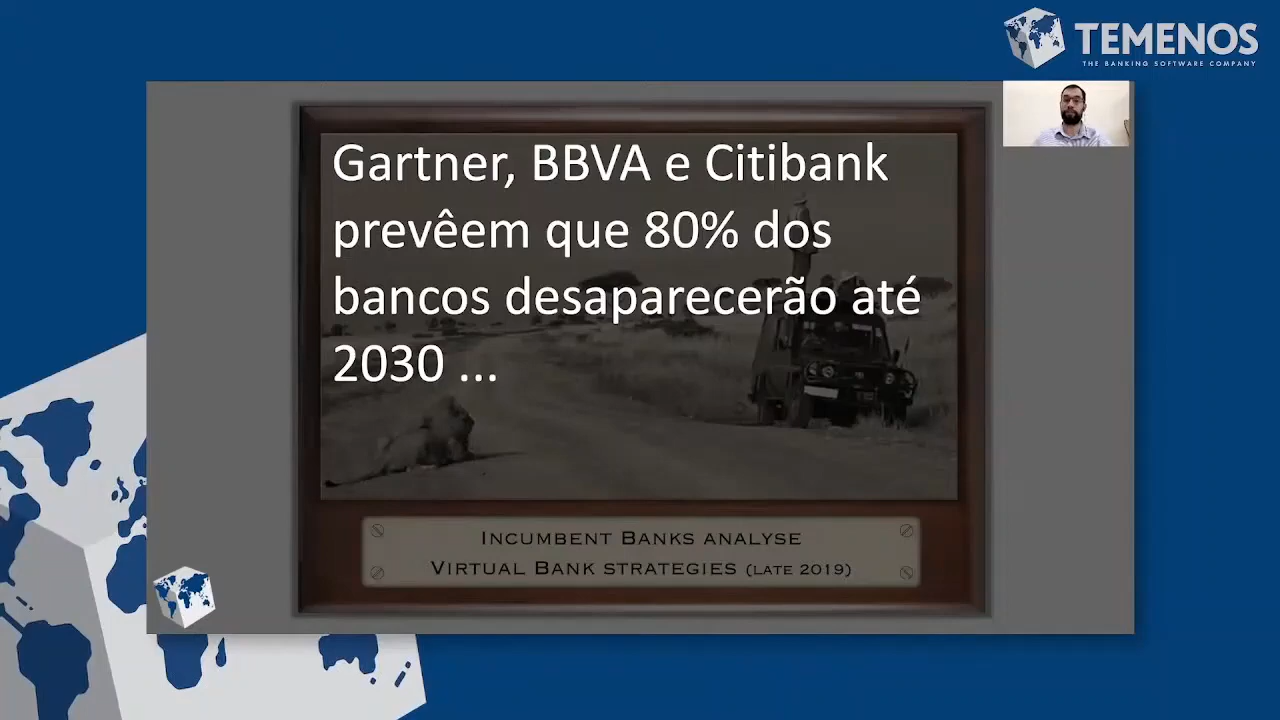 TEMENOS
THE BANKING SOFTWARE COMPANY
Gartner, BBVA e Citibank
prevêem que 80% dos
bancos desaparecerão até
2030 ...
INCUMBENT BANKS ANALYSE
VIRTUAL BANK STRATEGIES (LATE 2019)